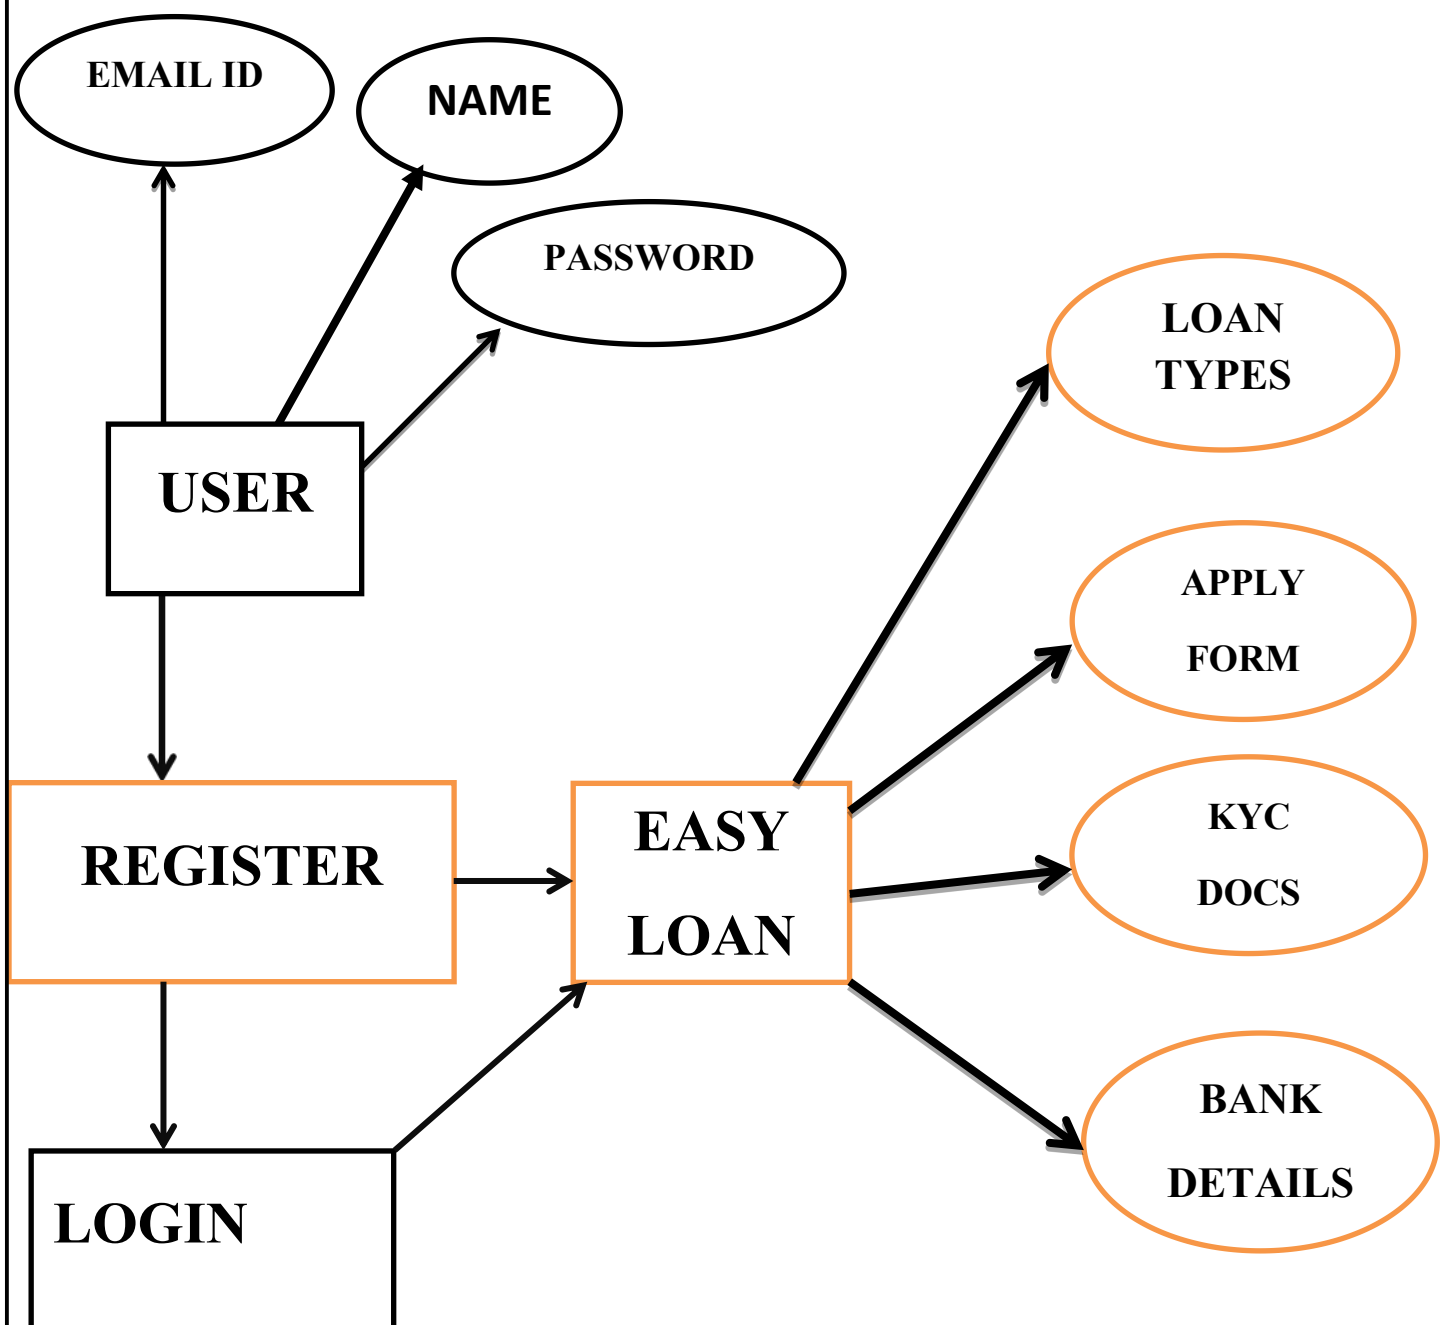 EMAIL ID
NAME
PASSWORD
LOAN
TYPES
USER
APPLY
FORM
REGISTER
EASY
LOAN
KYC
DOCS
BANK
DETAILS
LOGIN